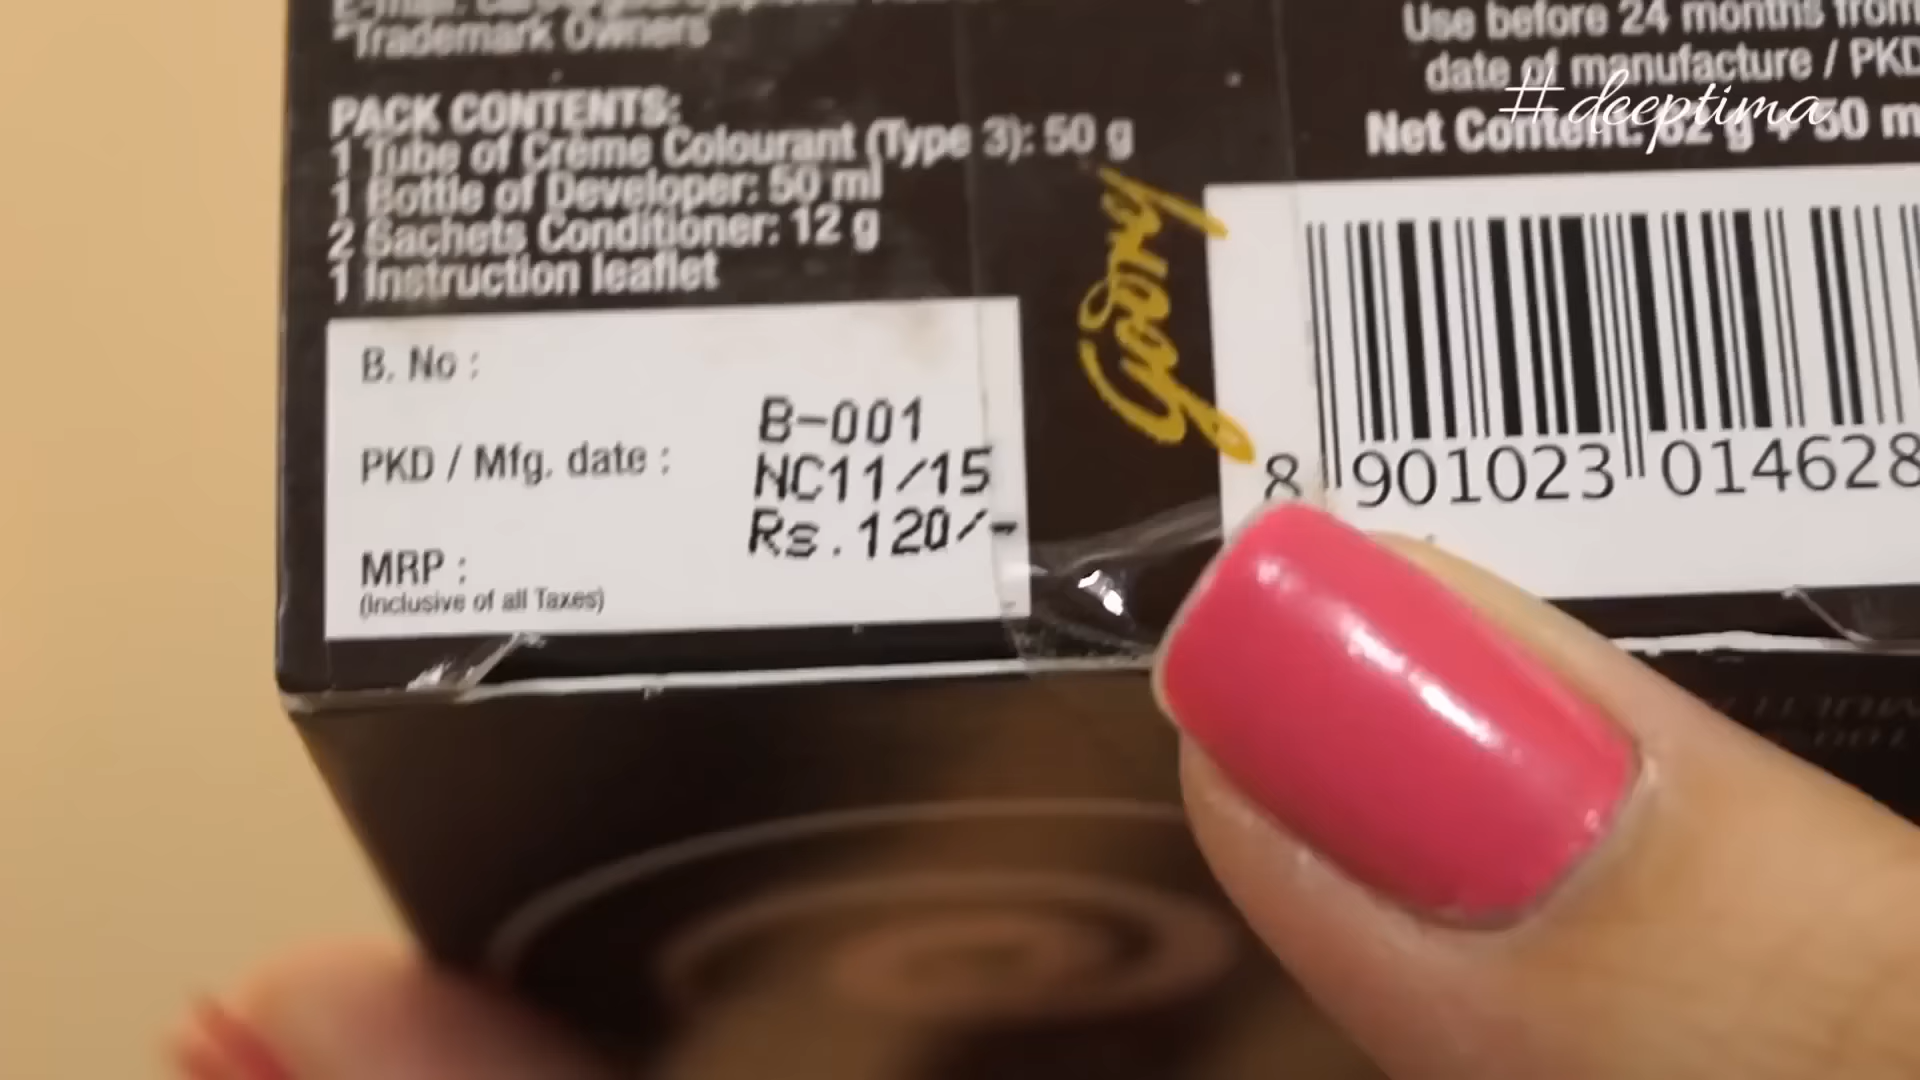 *Trademark Owners
PACK CONTENTS:
1 Tube of Crème Colourant (Type 3): 50 g
1 Bottle of Developer: 50 ml
2 Sachets Conditioner: 12 g
1 Instruction leaflet
B. No :
B-001
PKD / Mfg. date :
NC11/15
Rs.120/-
MRP :
(Inclusive of all Taxes)
Use before 24 months from
date of manufacture / PKD
#deeptima
Net Content: 62 g + 50 m
8 901023 014628